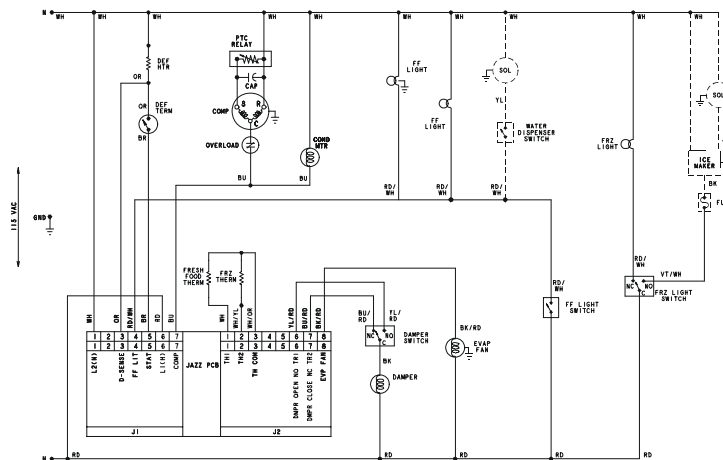 N WH WH WH WH WH WH WH WH WH WH
PTC
RELAY
DEF
HTR
OR
OR
DEF
TERM
BR
CAP
COMP
S R
C
OVERLOAD
COND
MTR
BU BU
FF
LIGHT
FF
LIGHT
SOL
YL
WATER
DISPENSER
SWITCH
RD/
WH
RD/
WH
RD/
WH
FRZ
LIGHT
SOL
ICE
MAKER
BK
FU
115 VAC
GND
RD/
WH
VT/WH
NC NO
C
FRZ LIGHT
SWITCH
FRESH
FOOD
THERM
FRZ
THERM
WH OR RD/WH BR RD BU
WH WH/YL WH/OR YL/RD BU/RD BK/RD
BU/
RD
YL/
RD
NC NO
C
DAMPER
SWITCH
BK
DAMPER
BK/RD
EVAP
FAN
RD/
WH
FF LIGHT
SWITCH
1 2 3 4 5 6 7
1 2 3 4 5 6 7
L2(N) D-SENSE FF LIT STAT L1(H) COMP
J1
JAZZ PCB
1 2 3 4 5 6 7 8
1 2 3 4 5 6 7 8
TH1 TH2 TH COM DMPR OPEN NO TR1 DMPR CLOSE NC TR2 EVP FAN
J2
RD RD RD RD RD